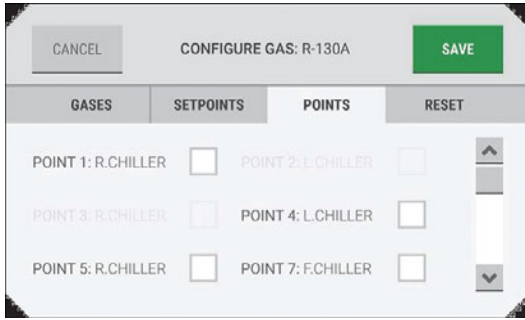 CANCEL CONFIGURE GAS: R-130A SAVE
GASES SETPOINTS POINTS RESET
POINT 1: R.CHILLER POINT 2: L.CHILLER
POINT 3: R.CHILLER POINT 4: L.CHILLER
POINT 5: R.CHILLER POINT 7: F.CHILLER